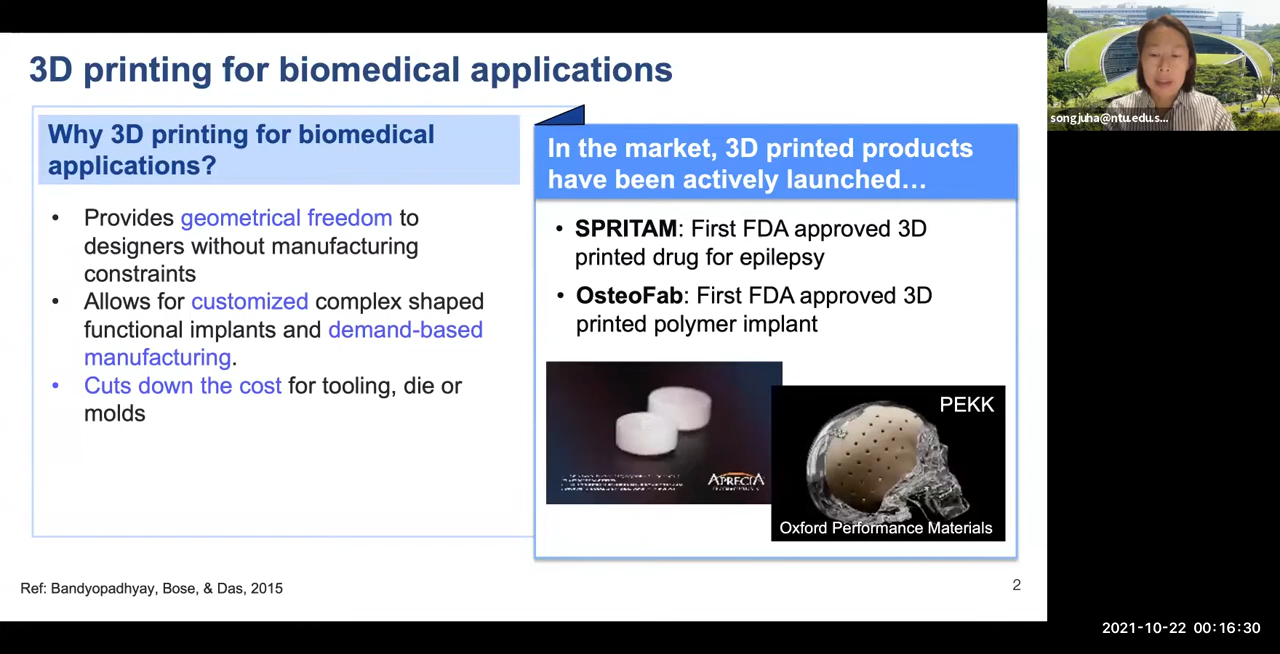 3D printing for biomedical applications
Why 3D printing for biomedical
applications?
• Provides geometrical freedom to
designers without manufacturing
constraints
• Allows for customized complex shaped
functional implants and demand-based
manufacturing.
• Cuts down the cost for tooling, die or
molds
In the market, 3D printed products
have been actively launched…
• SPRITAM: First FDA approved 3D
printed drug for epilepsy
• OsteoFab: First FDA approved 3D
printed polymer implant
APRECIA
PEKK
Oxford Performance Materials
Ref: Bandyopadhyay, Bose, & Das, 2015
2
songjuha@ntu.edu.s...
2021-10-22 00:16:30